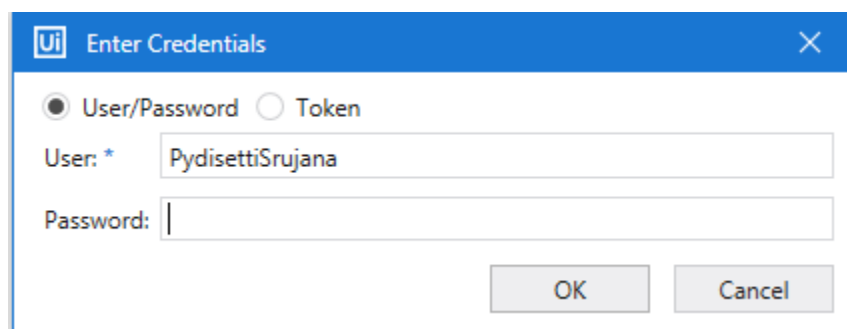 Ui Enter Credentials
User/Password Token
User: * PydisettiSrujana
Password:
OK Cancel